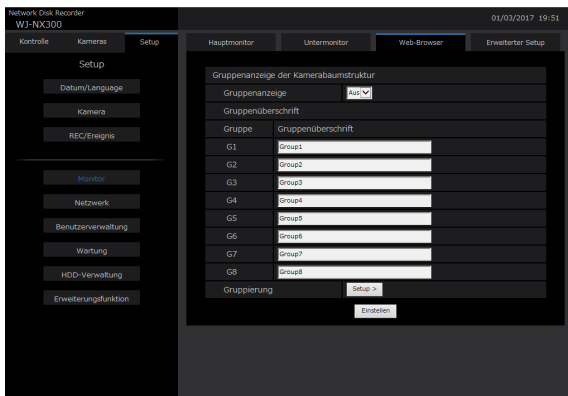 Network Disk Recorder
WJ-NX300
01/03/2017 19:51
Kontrolle Kameras Setup
Hauptmonitor Untermonitor Web-Browser Erweiterter Setup
Setup
Datum/Language
Kamera
REC/Ereignis
Monitor
Netzwerk
Benutzerverwaltung
Wartung
HDD-Verwaltung
Erweiterungsfunktion
Gruppenanzeige der Kamerabaumstruktur
Gruppenanzeige Aus
Gruppenüberschrift
Gruppe Gruppenüberschrift
G1 Group1
G2 Group2
G3 Group3
G4 Group4
G5 Group5
G6 Group6
G7 Group7
G8 Group8
Gruppierung Setup >
Einstellen